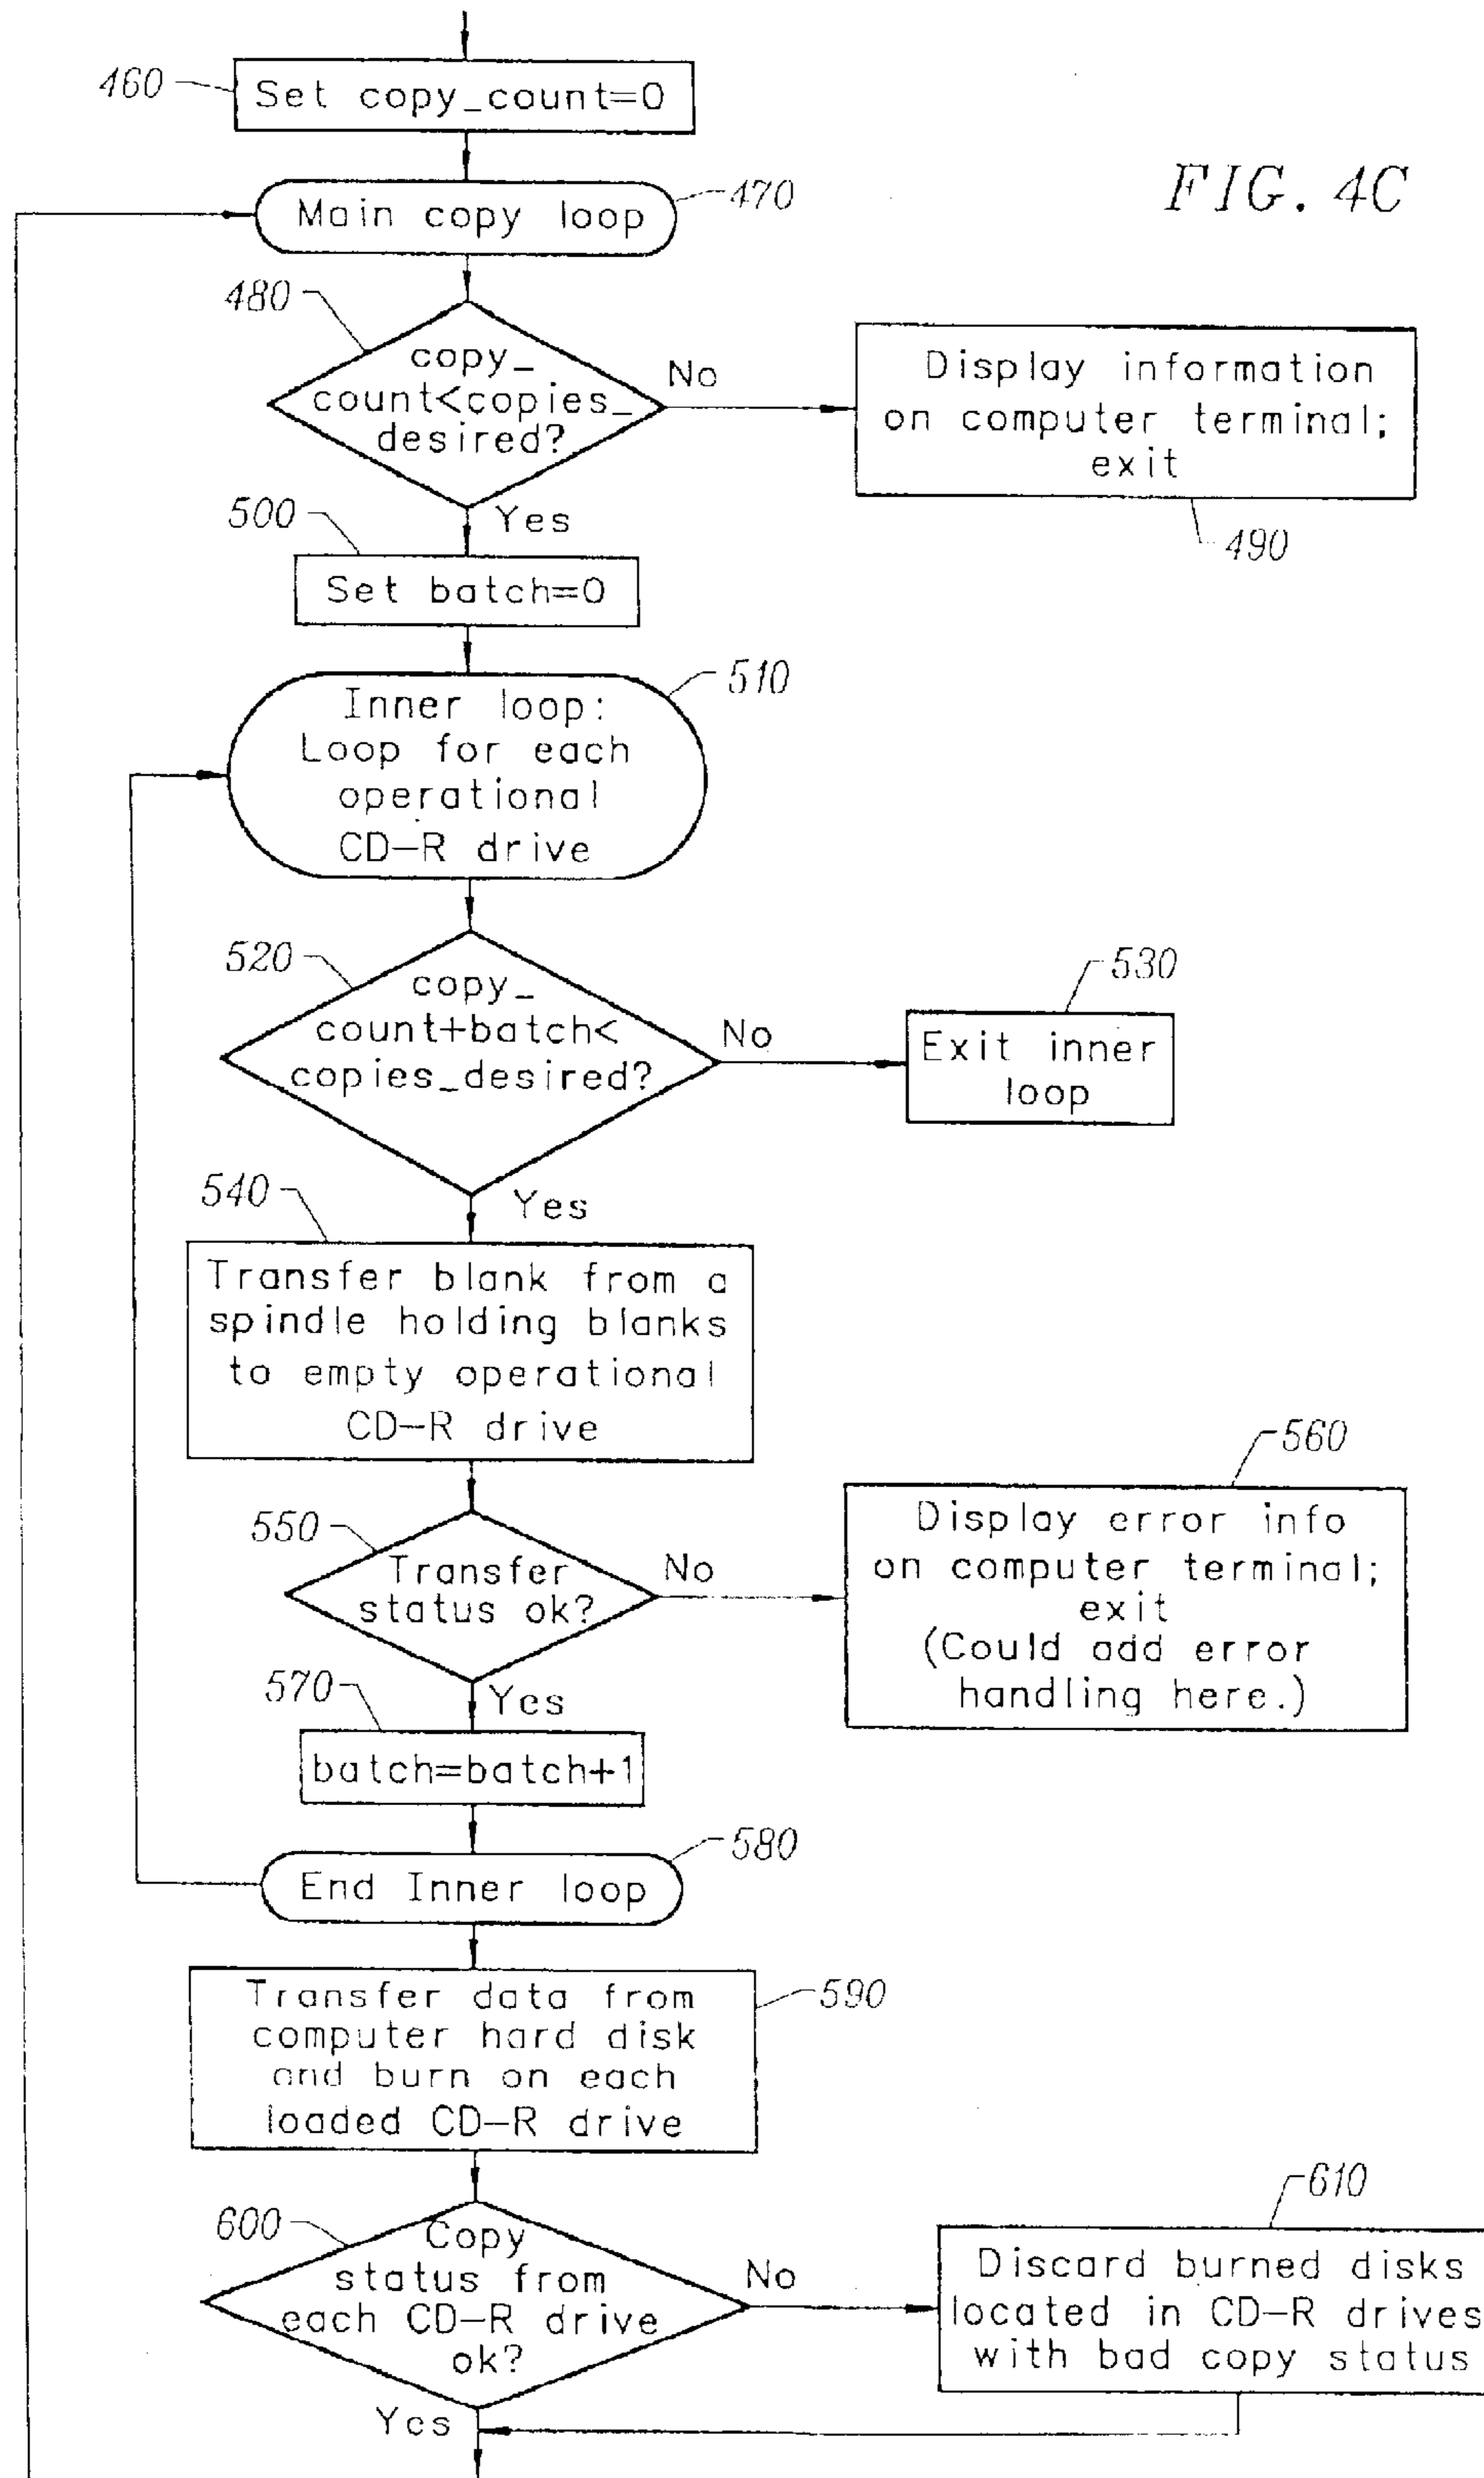 460
Set copy_count=0
FIG. 4C
Main copy loop
470
480
copy_
count<copies_
desired?
No
Display information
on computer terminal;
exit
490
Yes
500
Set batch=0
510
Inner loop:
Loop for each
operational
CD-R drive
520
copy_
count+batch<
copies_desired?
No
530
Exit inner
loop
Yes
540
Transfer blank from a
spindle holding blanks
to empty operational
CD-R drive
550
Transfer
status ok?
No
560
Display error info
on computer terminal;
exit
(Could add error
handling here.)
Yes
570
batch=batch+1
580
End Inner loop
590
Transfer data from
computer hard disk
and burn on each
loaded CD-R drive
600
Copy
status from
each CD-R drive
ok?
No
610
Discard burned disks
located in CD-R drives
with bad copy status
Yes